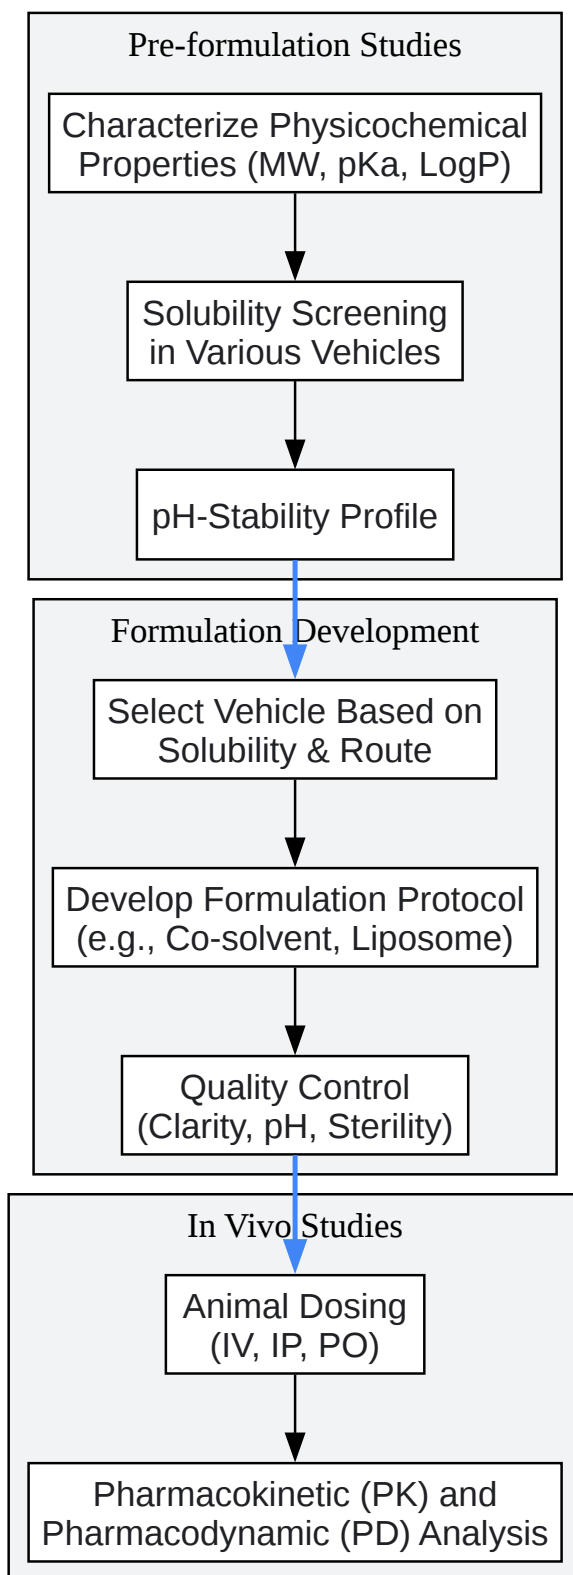 Pre-formulation Studies
Characterize Physicochemical
Properties (MW, pKa, LogP)
Solubility Screening
in Various Vehicles
pH-Stability Profile
Formulation Development
Select Vehicle Based on
Solubility & Route
Develop Formulation Protocol
(e.g., Co-solvent, Liposome)
Quality Control
(Clarity, pH, Sterility)
In Vivo Studies
Animal Dosing
(IV, IP, PO)
Pharmacokinetic (PK) and
Pharmacodynamic (PD) Analysis